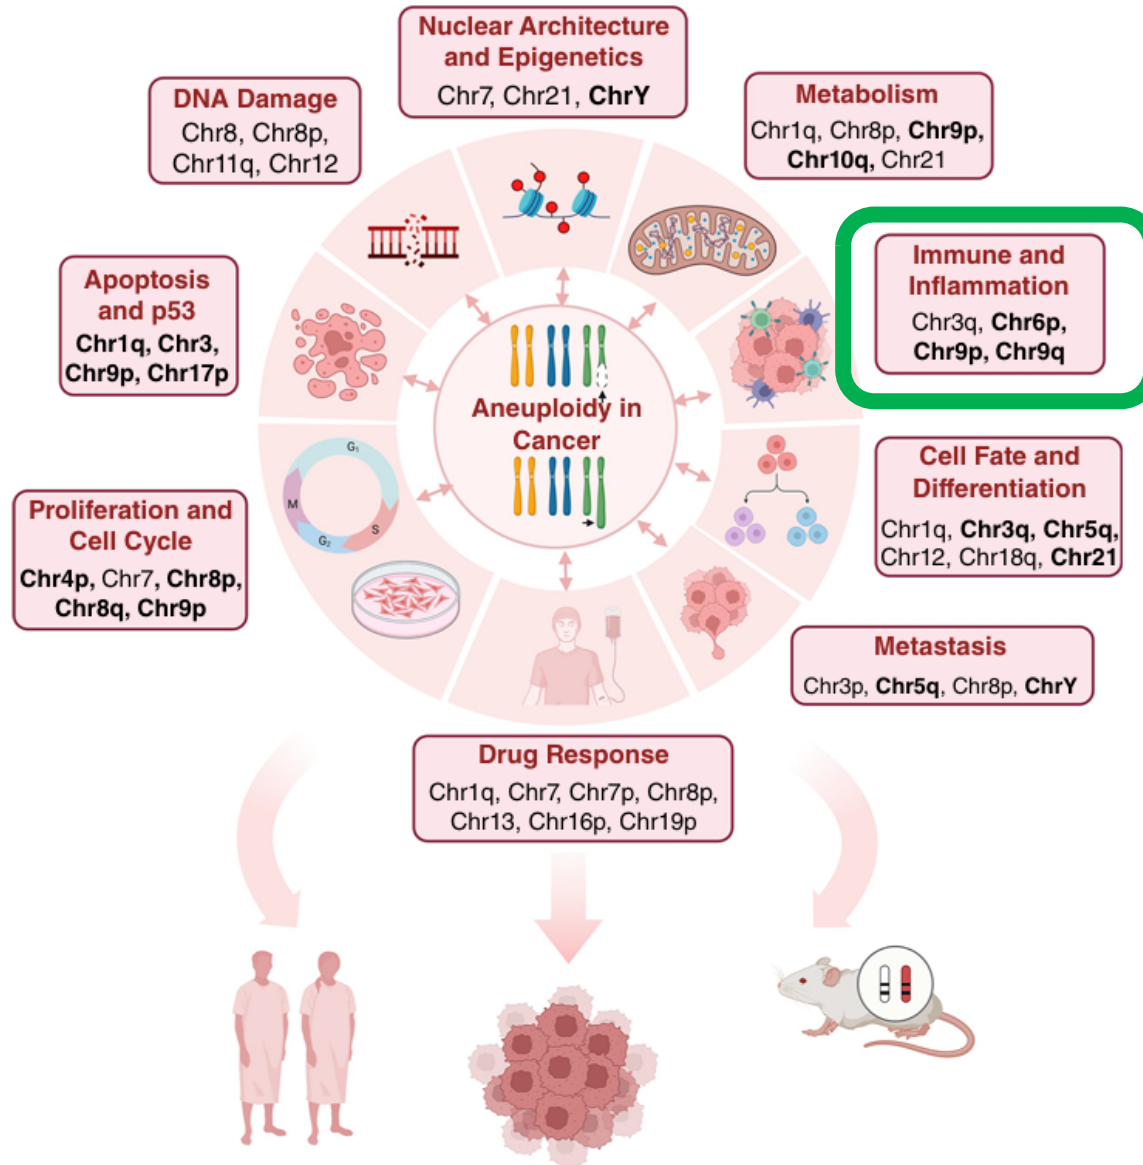 Nuclear Architecture
and Epigenetics
Chr7, Chr21, ChrY
DNA Damage
Chr8, Chr8p,
Chr11q, Chr12
Metabolism
Chr1q, Chr8p, Chr9p,
Chr10q, Chr21
Immune and
Inflammation
Chr3q, Chr6p,
Chr9p, Chr9q
Apoptosis
and p53
Chr1q, Chr3,
Chr9p, Chr17p
Aneuploidy in
Cancer
Cell Fate and
Differentiation
Chr1q, Chr3q, Chr5q,
Chr12, Chr18q, Chr21
G1
M
S
G2
Proliferation and
Cell Cycle
Chr4p, Chr7, Chr8p,
Chr8q, Chr9p
Metastasis
Chr3p, Chr5q, Chr8p, ChrY
Drug Response
Chr1q, Chr7, Chr7p, Chr8p,
Chr13, Chr16p, Chr19p